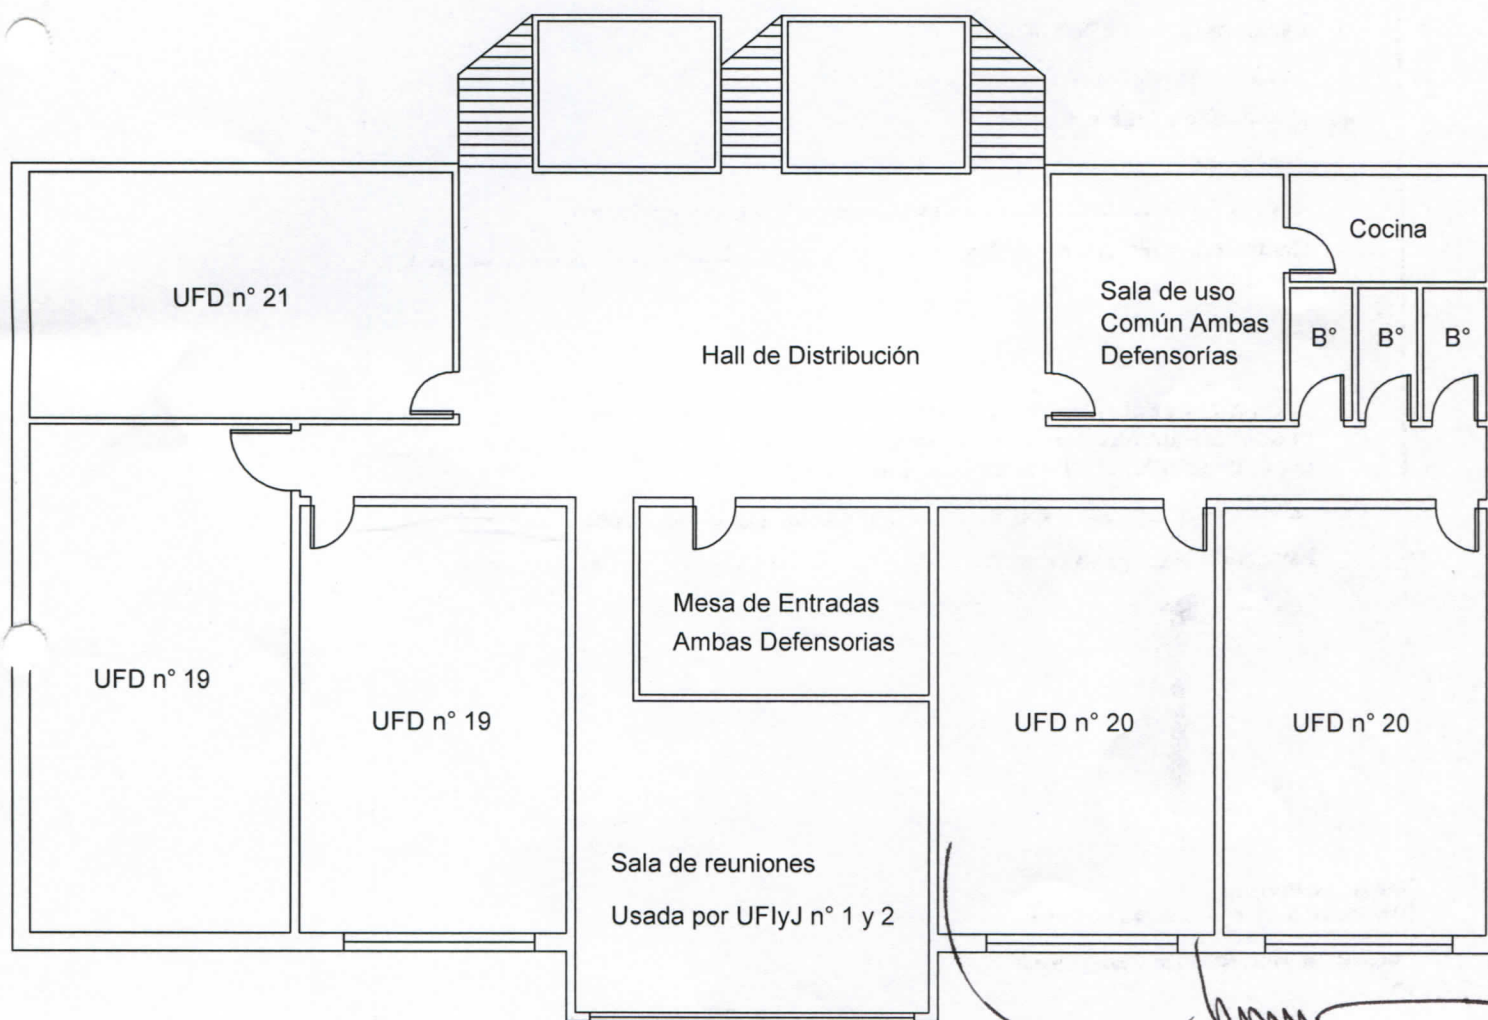 Cocina
UFD n° 21
Sala de uso
Común Ambas
Defensorías
B°
B°
B°
Hall de Distribución
Mesa de Entradas
Ambas Defensorias
UFD n° 19
UFD n° 19
UFD n° 20
UFD n° 20
Sala de reuniones
Usada por UFIyJ n° 1 y 2